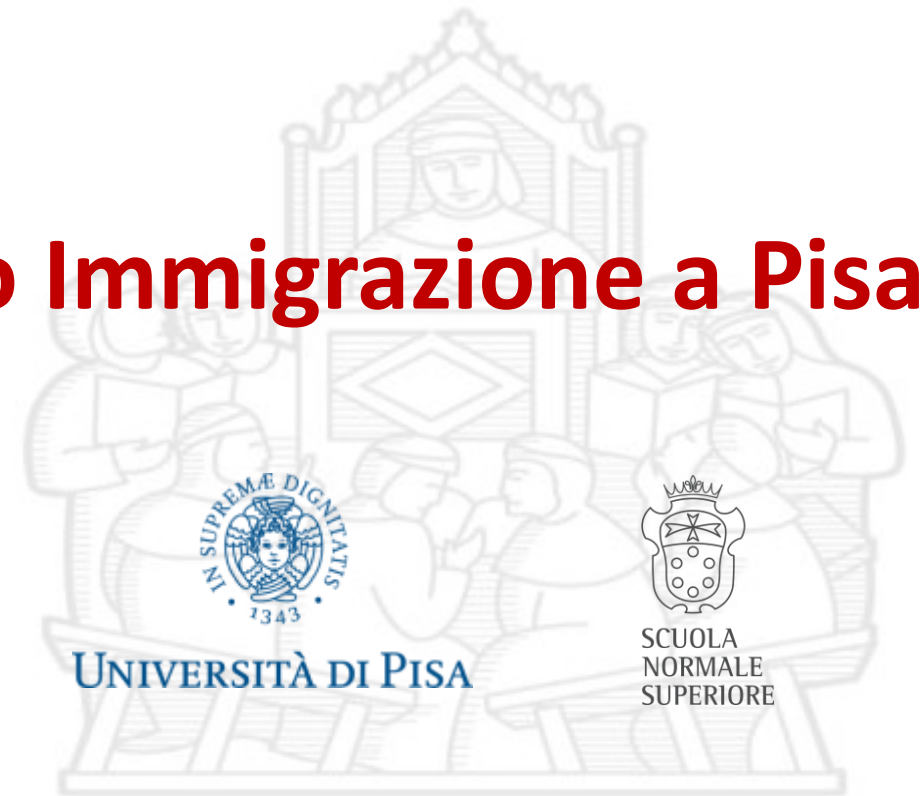 o Immigrazione a Pisa
IN SUPREMÆ DIGNITATIS
1343
UNIVERSITÀ DI PISA
SCUOLA
NORMALE
SUPERIORE